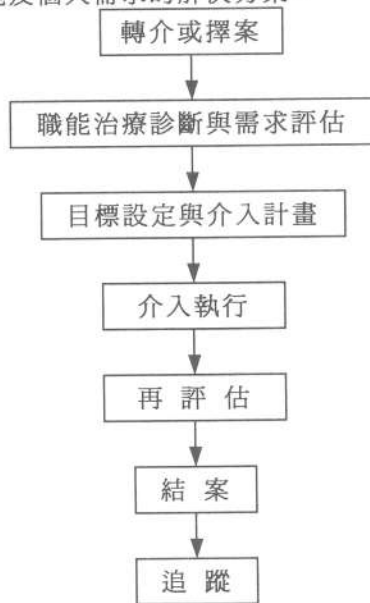 轉介或擇案
職能治療診斷與需求評估
目標設定與介入計畫
介入執行
再評估
結案
追蹤